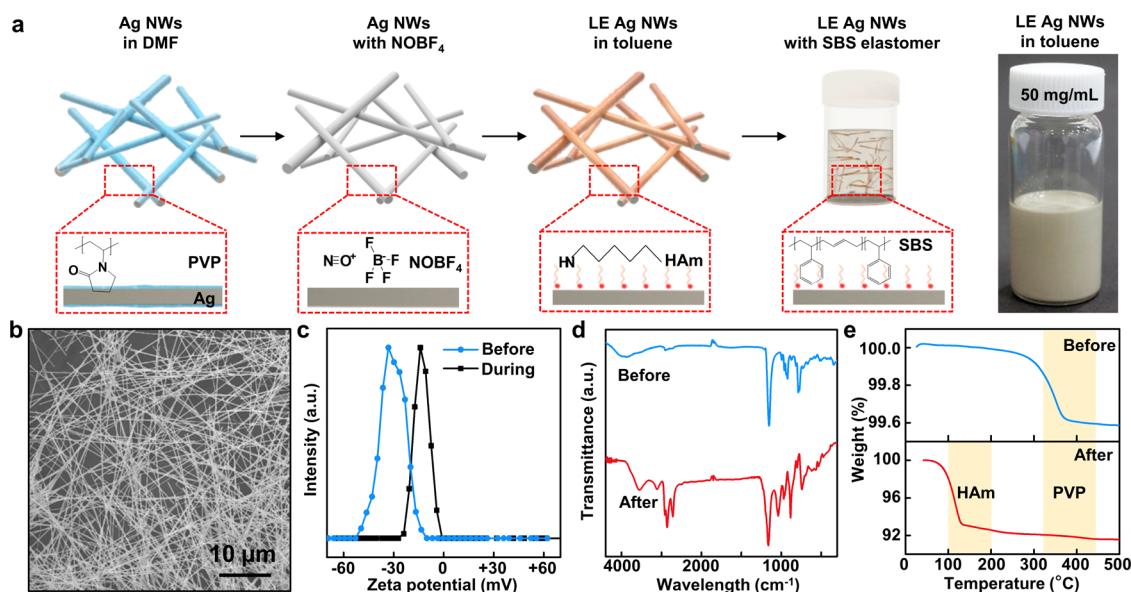 a
Ag NWs
in DMF
Ag NWs
with NOBF4
LE Ag NWs
in toluene
LE Ag NWs
with SBS elastomer
LE Ag NWs
in toluene
50 mg/mL
N
O
PVP
Ag
N≡O+
F
B
F
F
F
NOBF4
HN
HAm
SBS
b
10 μm
c
Before
During
Intensity (a.u.)
-60
-30
0
+30
+60
Zeta potential (mV)
d
Before
After
Transmittance (a.u.)
4000
2000
1000
Wavelength (cm-1)
e
Before
100.0
99.8
99.6
After
100
96
92
HAm
PVP
Weight (%)
0
100
200
300
400
500
Temperature (°C)